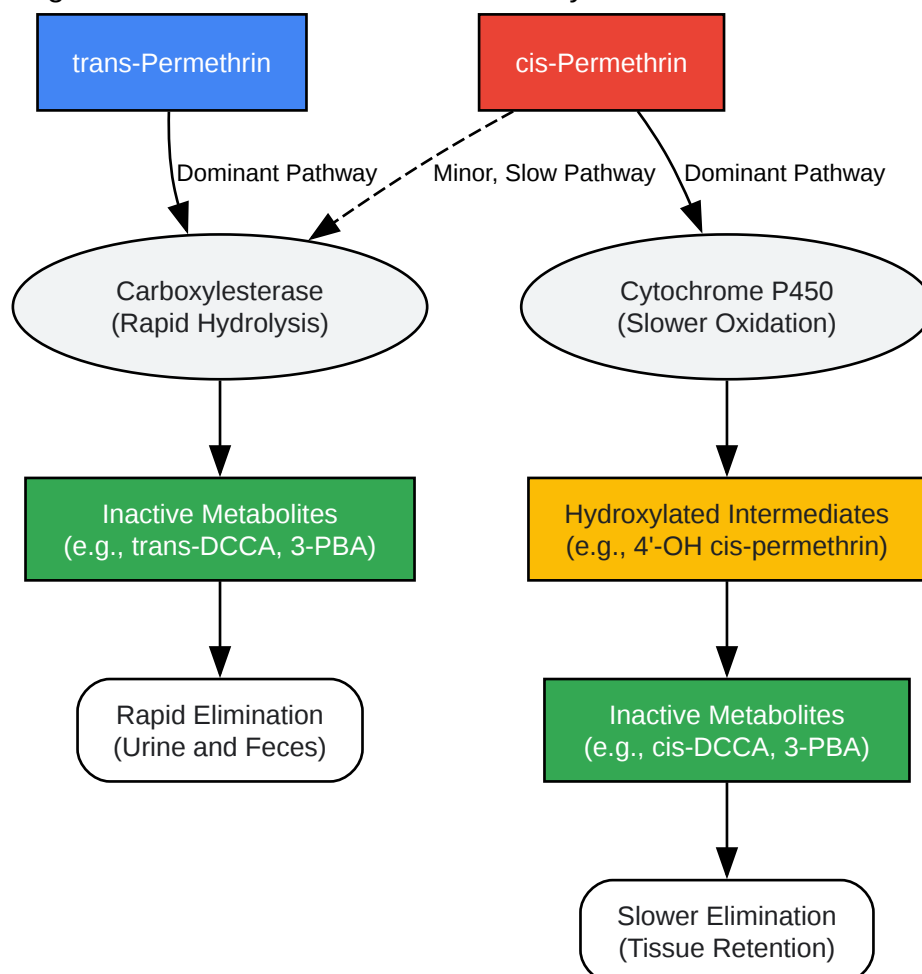 trans-Permethrin
cis-Permethrin
Dominant Pathway
Minor, Slow Pathway
Dominant Pathway
Carboxylesterase
(Rapid Hydrolysis)
Cytochrome P450
(Slower Oxidation)
Inactive Metabolites
(e.g., trans-DCCA, 3-PBA)
Hydroxylated Intermediates
(e.g., 4'-OH cis-permethrin)
Rapid Elimination
(Urine and Feces)
Inactive Metabolites
(e.g., cis-DCCA, 3-PBA)
Slower Elimination
(Tissue Retention)